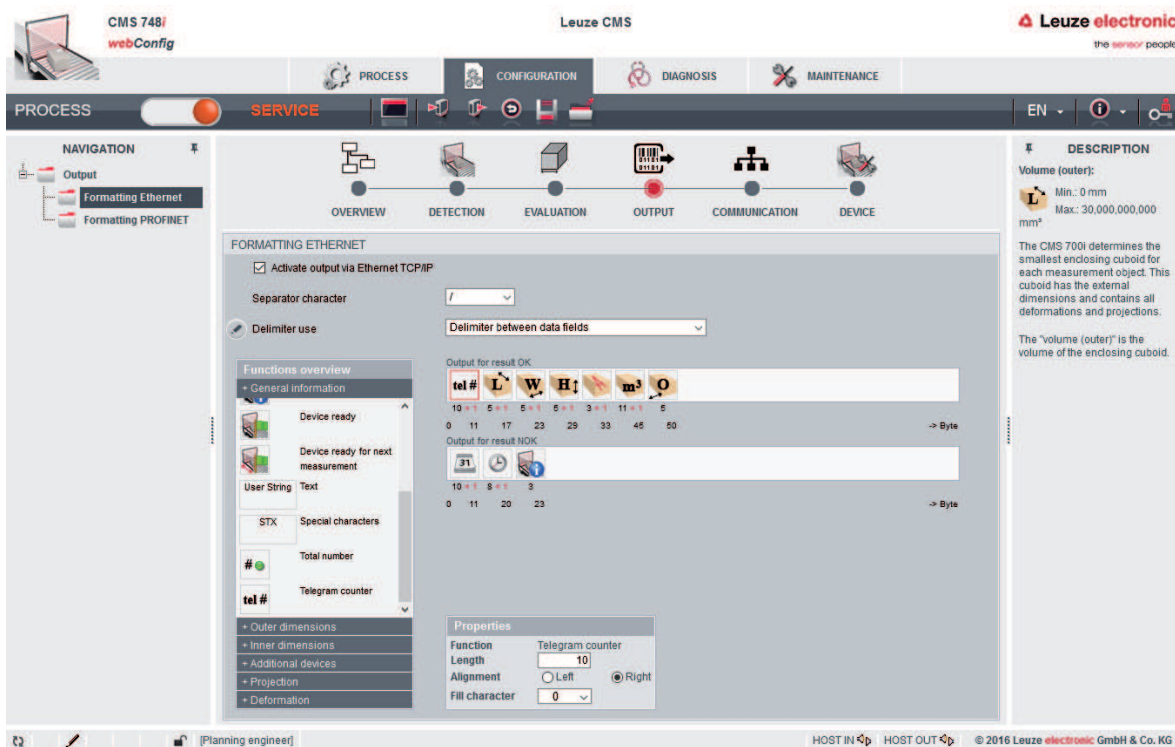 CMS 748i
webConfig
Leuze CMS
Leuze electronic
the sensor people
PROCESS
CONFIGURATION
DIAGNOSIS
MAINTENANCE
PROCESS
SERVICE
EN
NAVIGATION
Output
Formatting Ethernet
Formatting PROFINET
OVERVIEW
DETECTION
EVALUATION
OUTPUT
COMMUNICATION
DEVICE
FORMATTING ETHERNET
Activate output via Ethernet TCP/IP
Separator character
/
Delimiter use
Delimiter between data fields
Functions overview
+ General information
Device ready
Device ready for next
measurement
User String Text
STX Special characters
# Total number
tel # Telegram counter
+ Outer dimensions
+ Inner dimensions
+ Additional devices
+ Projection
+ Deformation
Output for result OK
tel # L W H m³ O
10 + 1 5 + 1 5 + 1 5 + 1 3 + 1 11 + 1 5
0 11 17 23 29 33 45 50 -> Byte
Output for result NOK
31
10 + 1 8 + 1 3
0 11 20 23 -> Byte
Properties
Function Telegram counter
Length 10
Alignment Left Right
Fill character 0
DESCRIPTION
Volume (outer):
L
Min.: 0 mm
Max.: 30,000,000,000
mm³
The CMS 700i determines the
smallest enclosing cuboid for
each measurement object. This
cuboid has the external
dimensions and contains all
deformations and projections.
The "volume (outer)" is the
volume of the enclosing cuboid.
[Planning engineer]
HOST IN
HOST OUT
© 2016 Leuze electronic GmbH & Co. KG